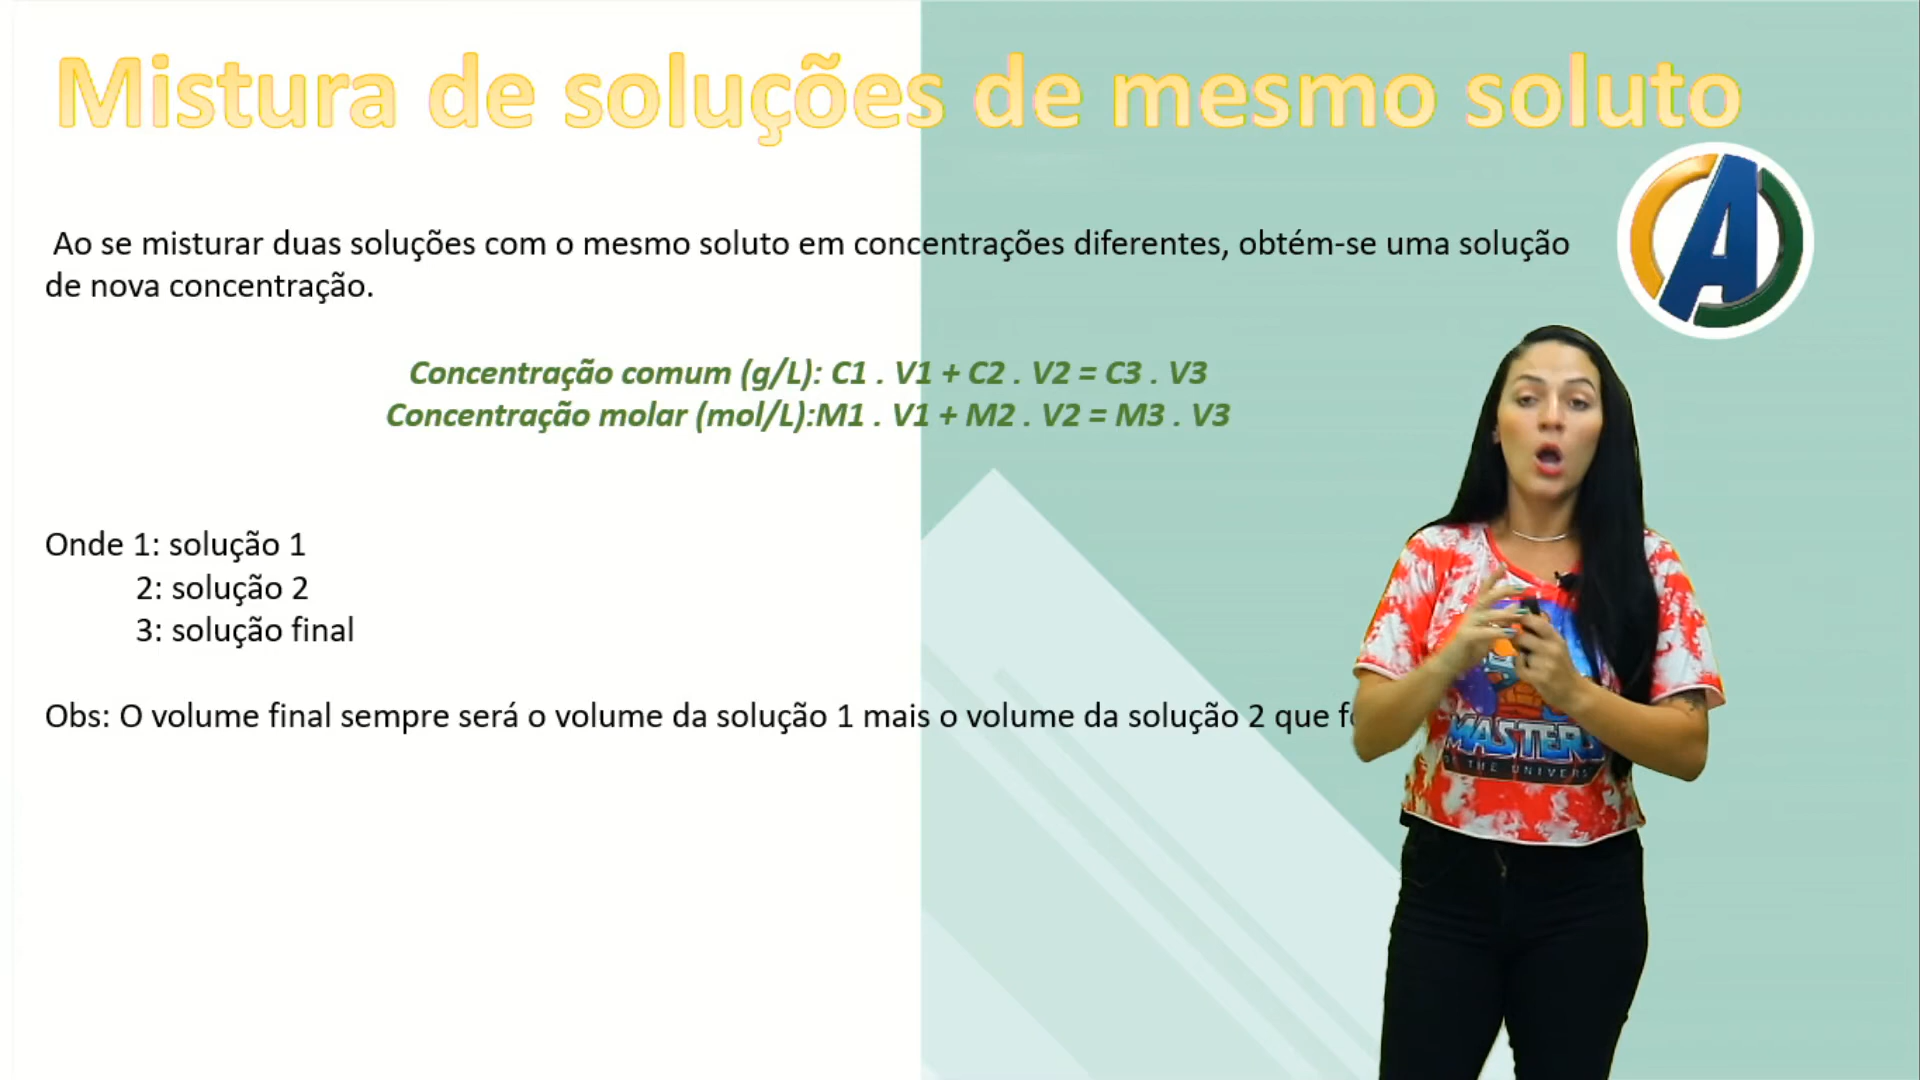 Mistura de soluções de mesmo soluto
A
Ao se misturar duas soluções com o mesmo soluto em concentrações diferentes, obtém-se uma solução
de nova concentração.
Concentração comum (g/L): C1 . V1 + C2 . V2 = C3 . V3
Concentração molar (mol/L):M1 . V1 + M2 . V2 = M3 . V3
Onde 1: solução 1
2: solução 2
3: solução final
Obs: O volume final sempre será o volume da solução 1 mais o volume da solução 2 que
MASTERS
OF THE UNIVERS